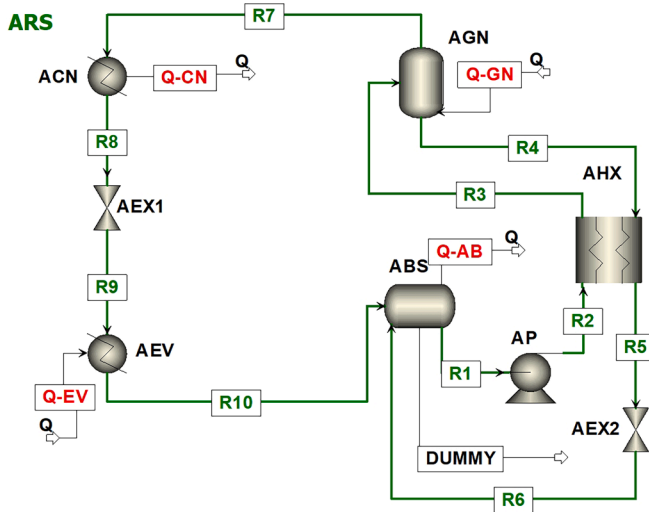 ARS
R7
AGN
ACN
Q-CN
Q
Q-GN
Q
R8
R4
AHX
R3
AEX1
Q-AB
Q
ABS
R9
R2
AP
R5
AEV
R1
Q-EV
R10
AEX2
Q
DUMMY
R6